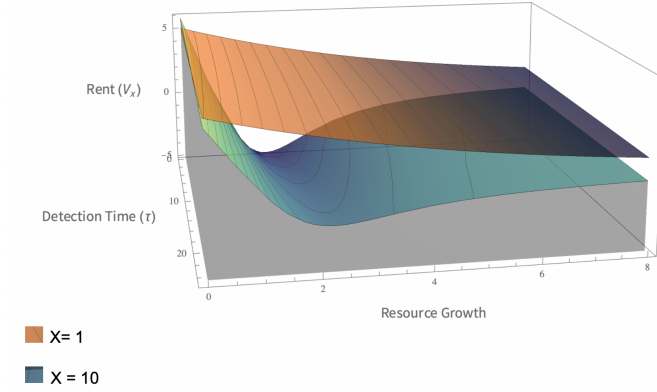 5
Rent (Vₓ)
0
-5
0
10
Detection Time (τ)
20
0
2
4
6
8
Resource Growth
X= 1
X = 10